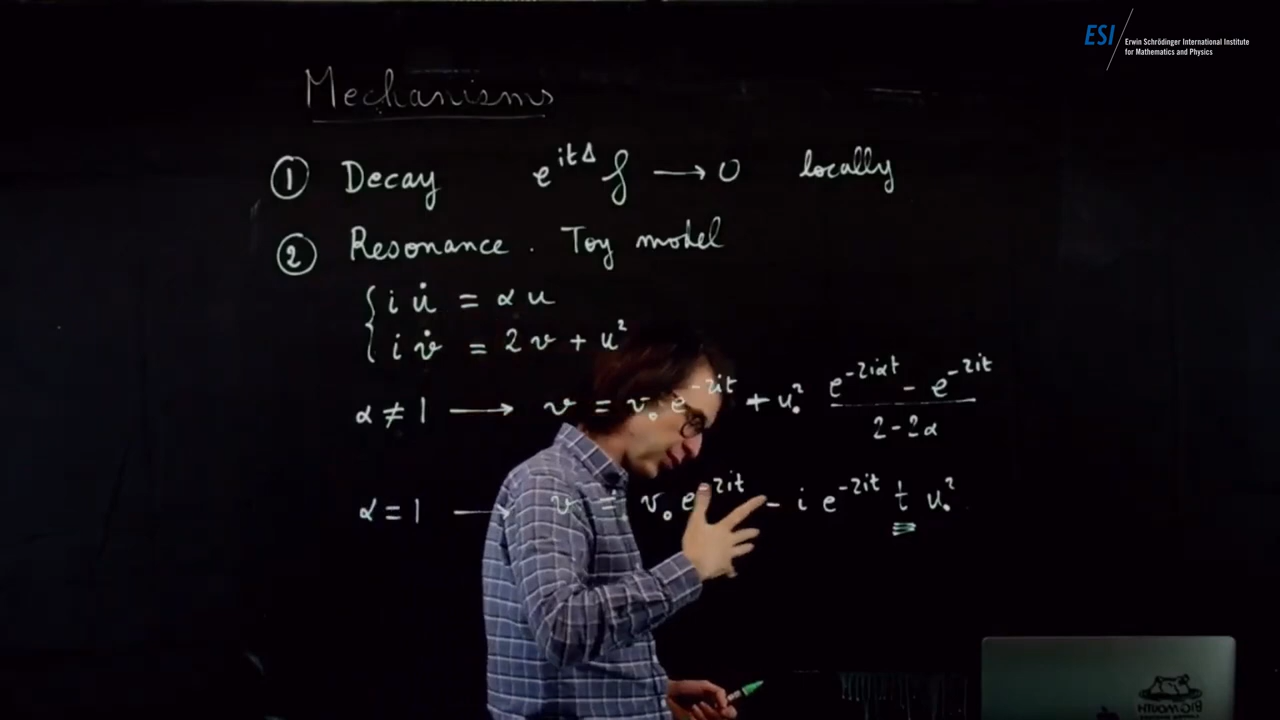 ESI Erwin Schrödinger International Institute
for Mathematics and Physics
Mechanisms
① Decay e^{itΔ} f → 0 locally
② Resonance . Toy model
{ i u̇ = α u
i v̇ = 2v + u²
α ≠ 1 → v = v₀ e^{-2it} + u₀² (e^{-2iαt} - e^{-2it}) / (2 - 2α)
α = 1 → v = v₀ e^{-2it} - i e^{-2it} t u₀²